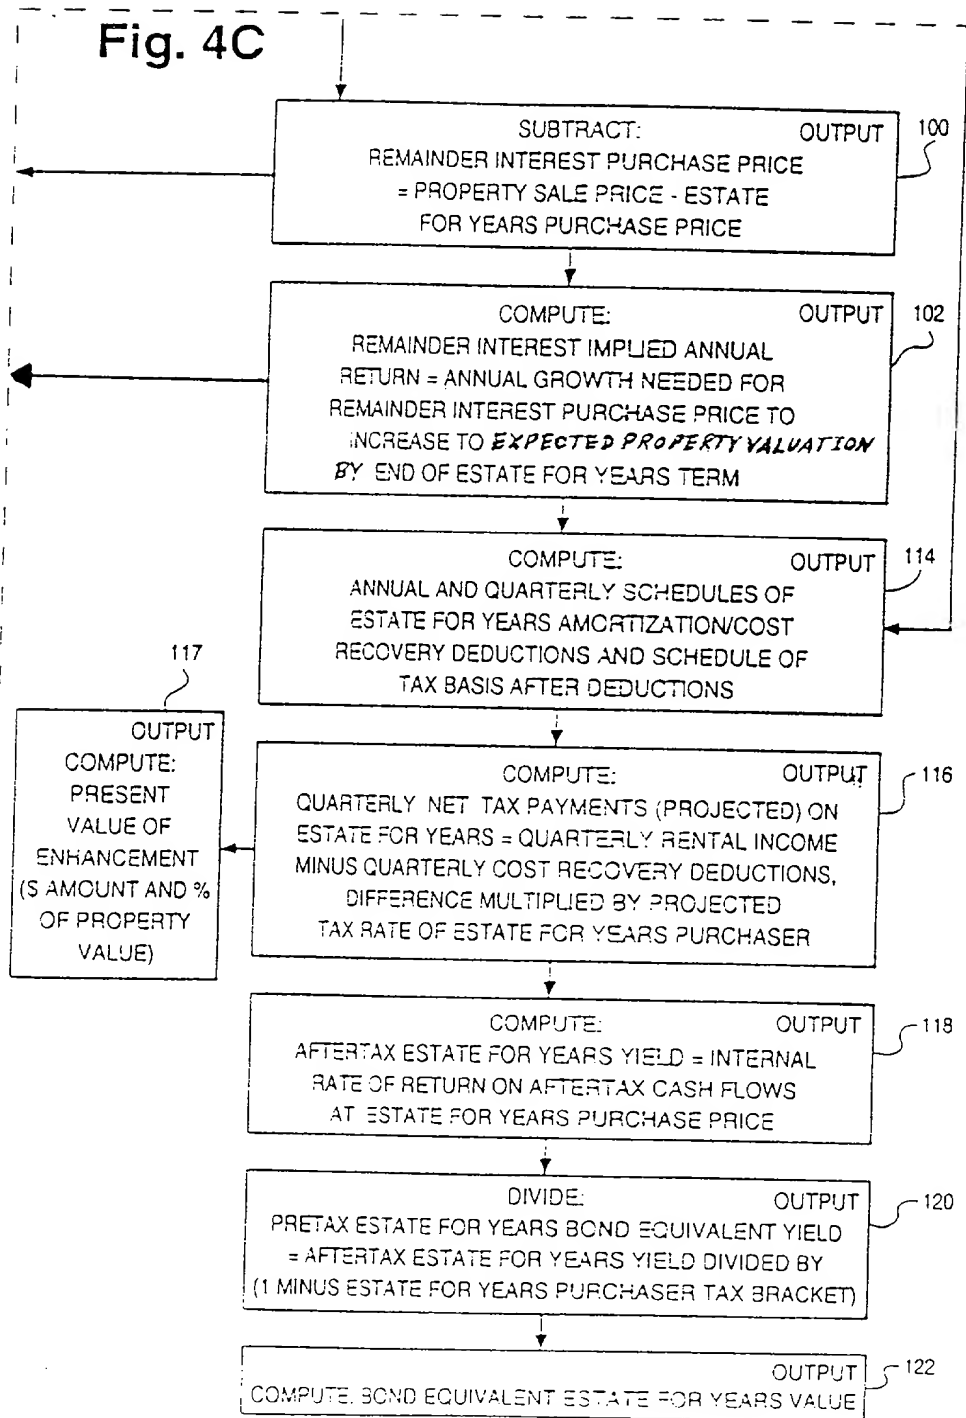 Fig. 4C
SUBTRACT: OUTPUT
100
REMAINDER INTEREST PURCHASE PRICE
= PROPERTY SALE PRICE - ESTATE
FOR YEARS PURCHASE PRICE
COMPUTE: OUTPUT
102
REMAINDER INTEREST IMPLIED ANNUAL
RETURN = ANNUAL GROWTH NEEDED FOR
REMAINDER INTEREST PURCHASE PRICE TO
INCREASE TO EXPECTED PROPERTY VALUATION
BY END OF ESTATE FOR YEARS TERM
COMPUTE: OUTPUT
114
ANNUAL AND QUARTERLY SCHEDULES OF
ESTATE FOR YEARS AMORTIZATION/COST
RECOVERY DEDUCTIONS AND SCHEDULE OF
TAX BASIS AFTER DEDUCTIONS
117
OUTPUT
COMPUTE:
PRESENT
VALUE OF
ENHANCEMENT
(S AMOUNT AND %
OF PROPERTY
VALUE)
COMPUTE: OUTPUT
116
QUARTERLY NET TAX PAYMENTS (PROJECTED) ON
ESTATE FOR YEARS = QUARTERLY RENTAL INCOME
MINUS QUARTERLY COST RECOVERY DEDUCTIONS,
DIFFERENCE MULTIPLIED BY PROJECTED
TAX RATE OF ESTATE FOR YEARS PURCHASER
COMPUTE: OUTPUT
118
AFTERTAX ESTATE FOR YEARS YIELD = INTERNAL
RATE OF RETURN ON AFTERTAX CASH FLOWS
AT ESTATE FOR YEARS PURCHASE PRICE
DIVIDE: OUTPUT
120
PRETAX ESTATE FOR YEARS BOND EQUIVALENT YIELD
= AFTERTAX ESTATE FOR YEARS YIELD DIVIDED BY
(1 MINUS ESTATE FOR YEARS PURCHASER TAX BRACKET)
OUTPUT
122
COMPUTE: BOND EQUIVALENT ESTATE FOR YEARS VALUE